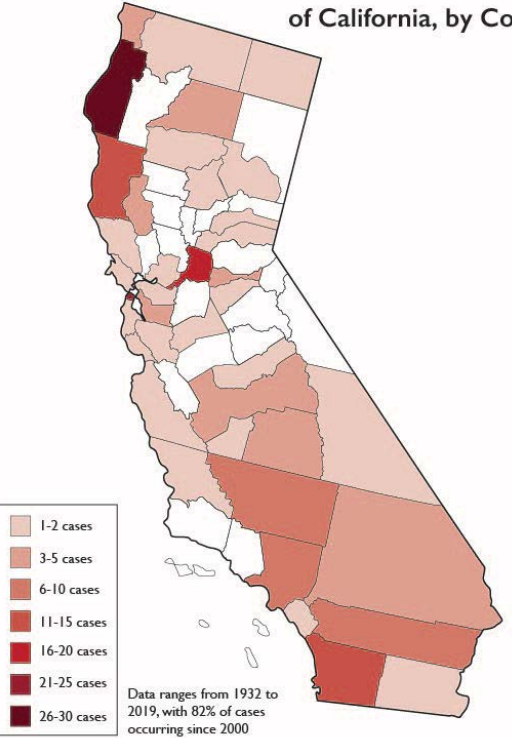 of California, by Co
1-2 cases
3-5 cases
6-10 cases
11-15 cases
16-20 cases
21-25 cases
26-30 cases
Data ranges from 1932 to
2019, with 82% of cases
occurring since 2000